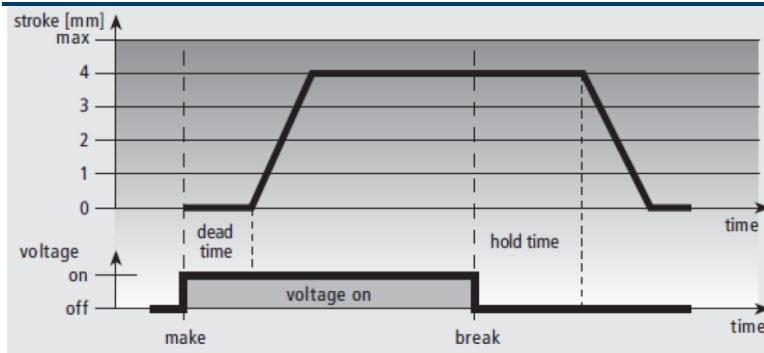 stroke [mm]
max
4
3
2
1
0
time
dead
time
hold time
voltage
on
voltage on
off
time
make
break